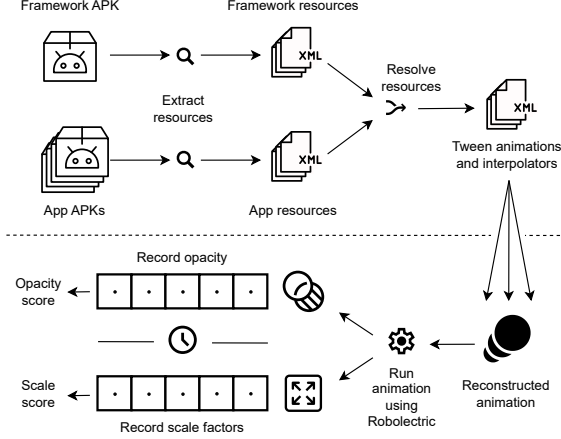 Framework APK
Framework resources
XML
Resolve
resources
Extract
resources
XML
Tween animations
and interpolators
XML
App APKs
App resources
Record opacity
Opacity
score
Scale
score
Run
animation
using
Robolectric
Reconstructed
animation
Record scale factors